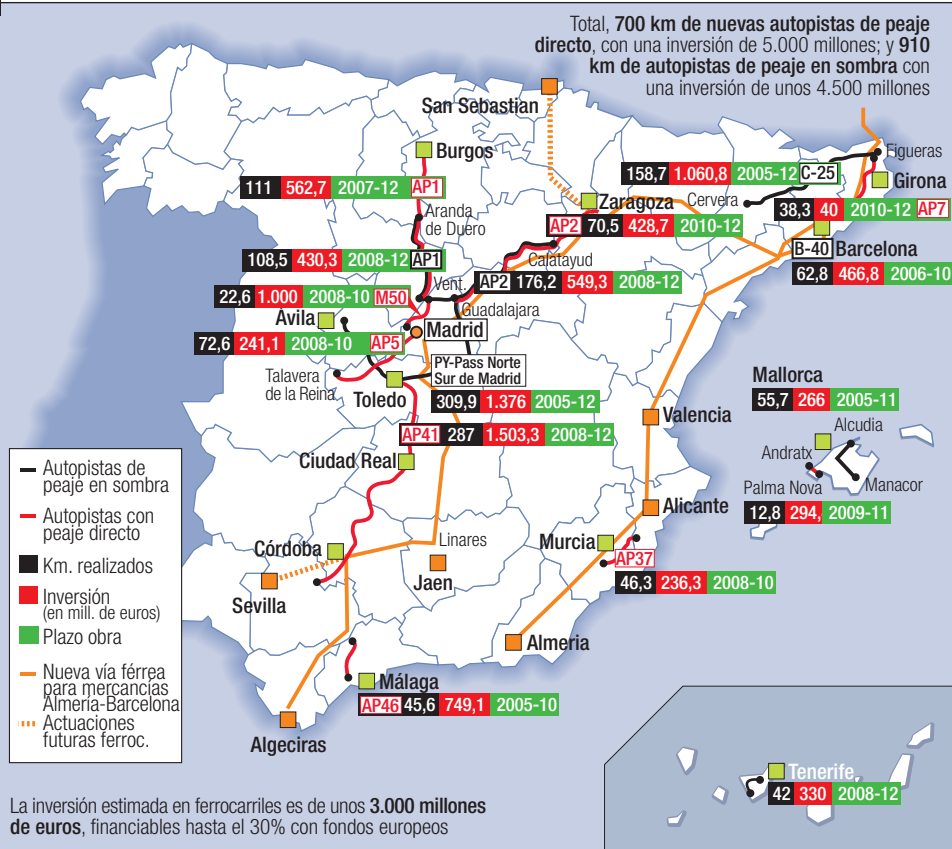 Total, 700 km de nuevas autopistas de peaje
directo, con una inversión de 5.000 millones; y 910
km de autopistas de peaje en sombra con
una inversión de unos 4.500 millones
San Sebastian
Burgos
111 562,7 2007-12 AP1
Aranda
de Duero
108,5 430,3 2008-12 AP1
Vent.
22,6 1.000 2008-10 M50
Ávila
Madrid
72,6 241,1 2008-10 AP5
Talavera
de la Reina
Toledo
PY-Pass Norte
Sur de Madrid
309,9 1.376 2005-12
AP41 287 1.503,3 2008-12
Ciudad Real
158,7 1.060,8 2005-12 C-25
Figueras
Girona
Cervera
38,3 40 2010-12 AP7
Zaragoza
AP2 70,5 428,7 2010-12
Calatayud
AP2 176,2 549,3 2008-12
Guadalajara
B-40 Barcelona
62,8 466,8 2006-10
Valencia
Mallorca
55,7 266 2005-11
Alcudia
Andratx
Palma Nova
Manacor
12,8 294, 2009-11
Alicante
Murcia
AP37
46,3 236,3 2008-10
Almeria
Linares
Jaen
Córdoba
Sevilla
Málaga
AP46 45,6 749,1 2005-10
Algeciras
Autopistas de
peaje en sombra
Autopistas con
peaje directo
Km. realizados
Inversión
(en mill. de euros)
Plazo obra
Nueva vía férrea
para mercancías
Almería-Barcelona
Actuaciones
futuras ferroc.
Tenerife
42 330 2008-12
La inversión estimada en ferrocarriles es de unos 3.000 millones
de euros, financiables hasta el 30% con fondos europeos